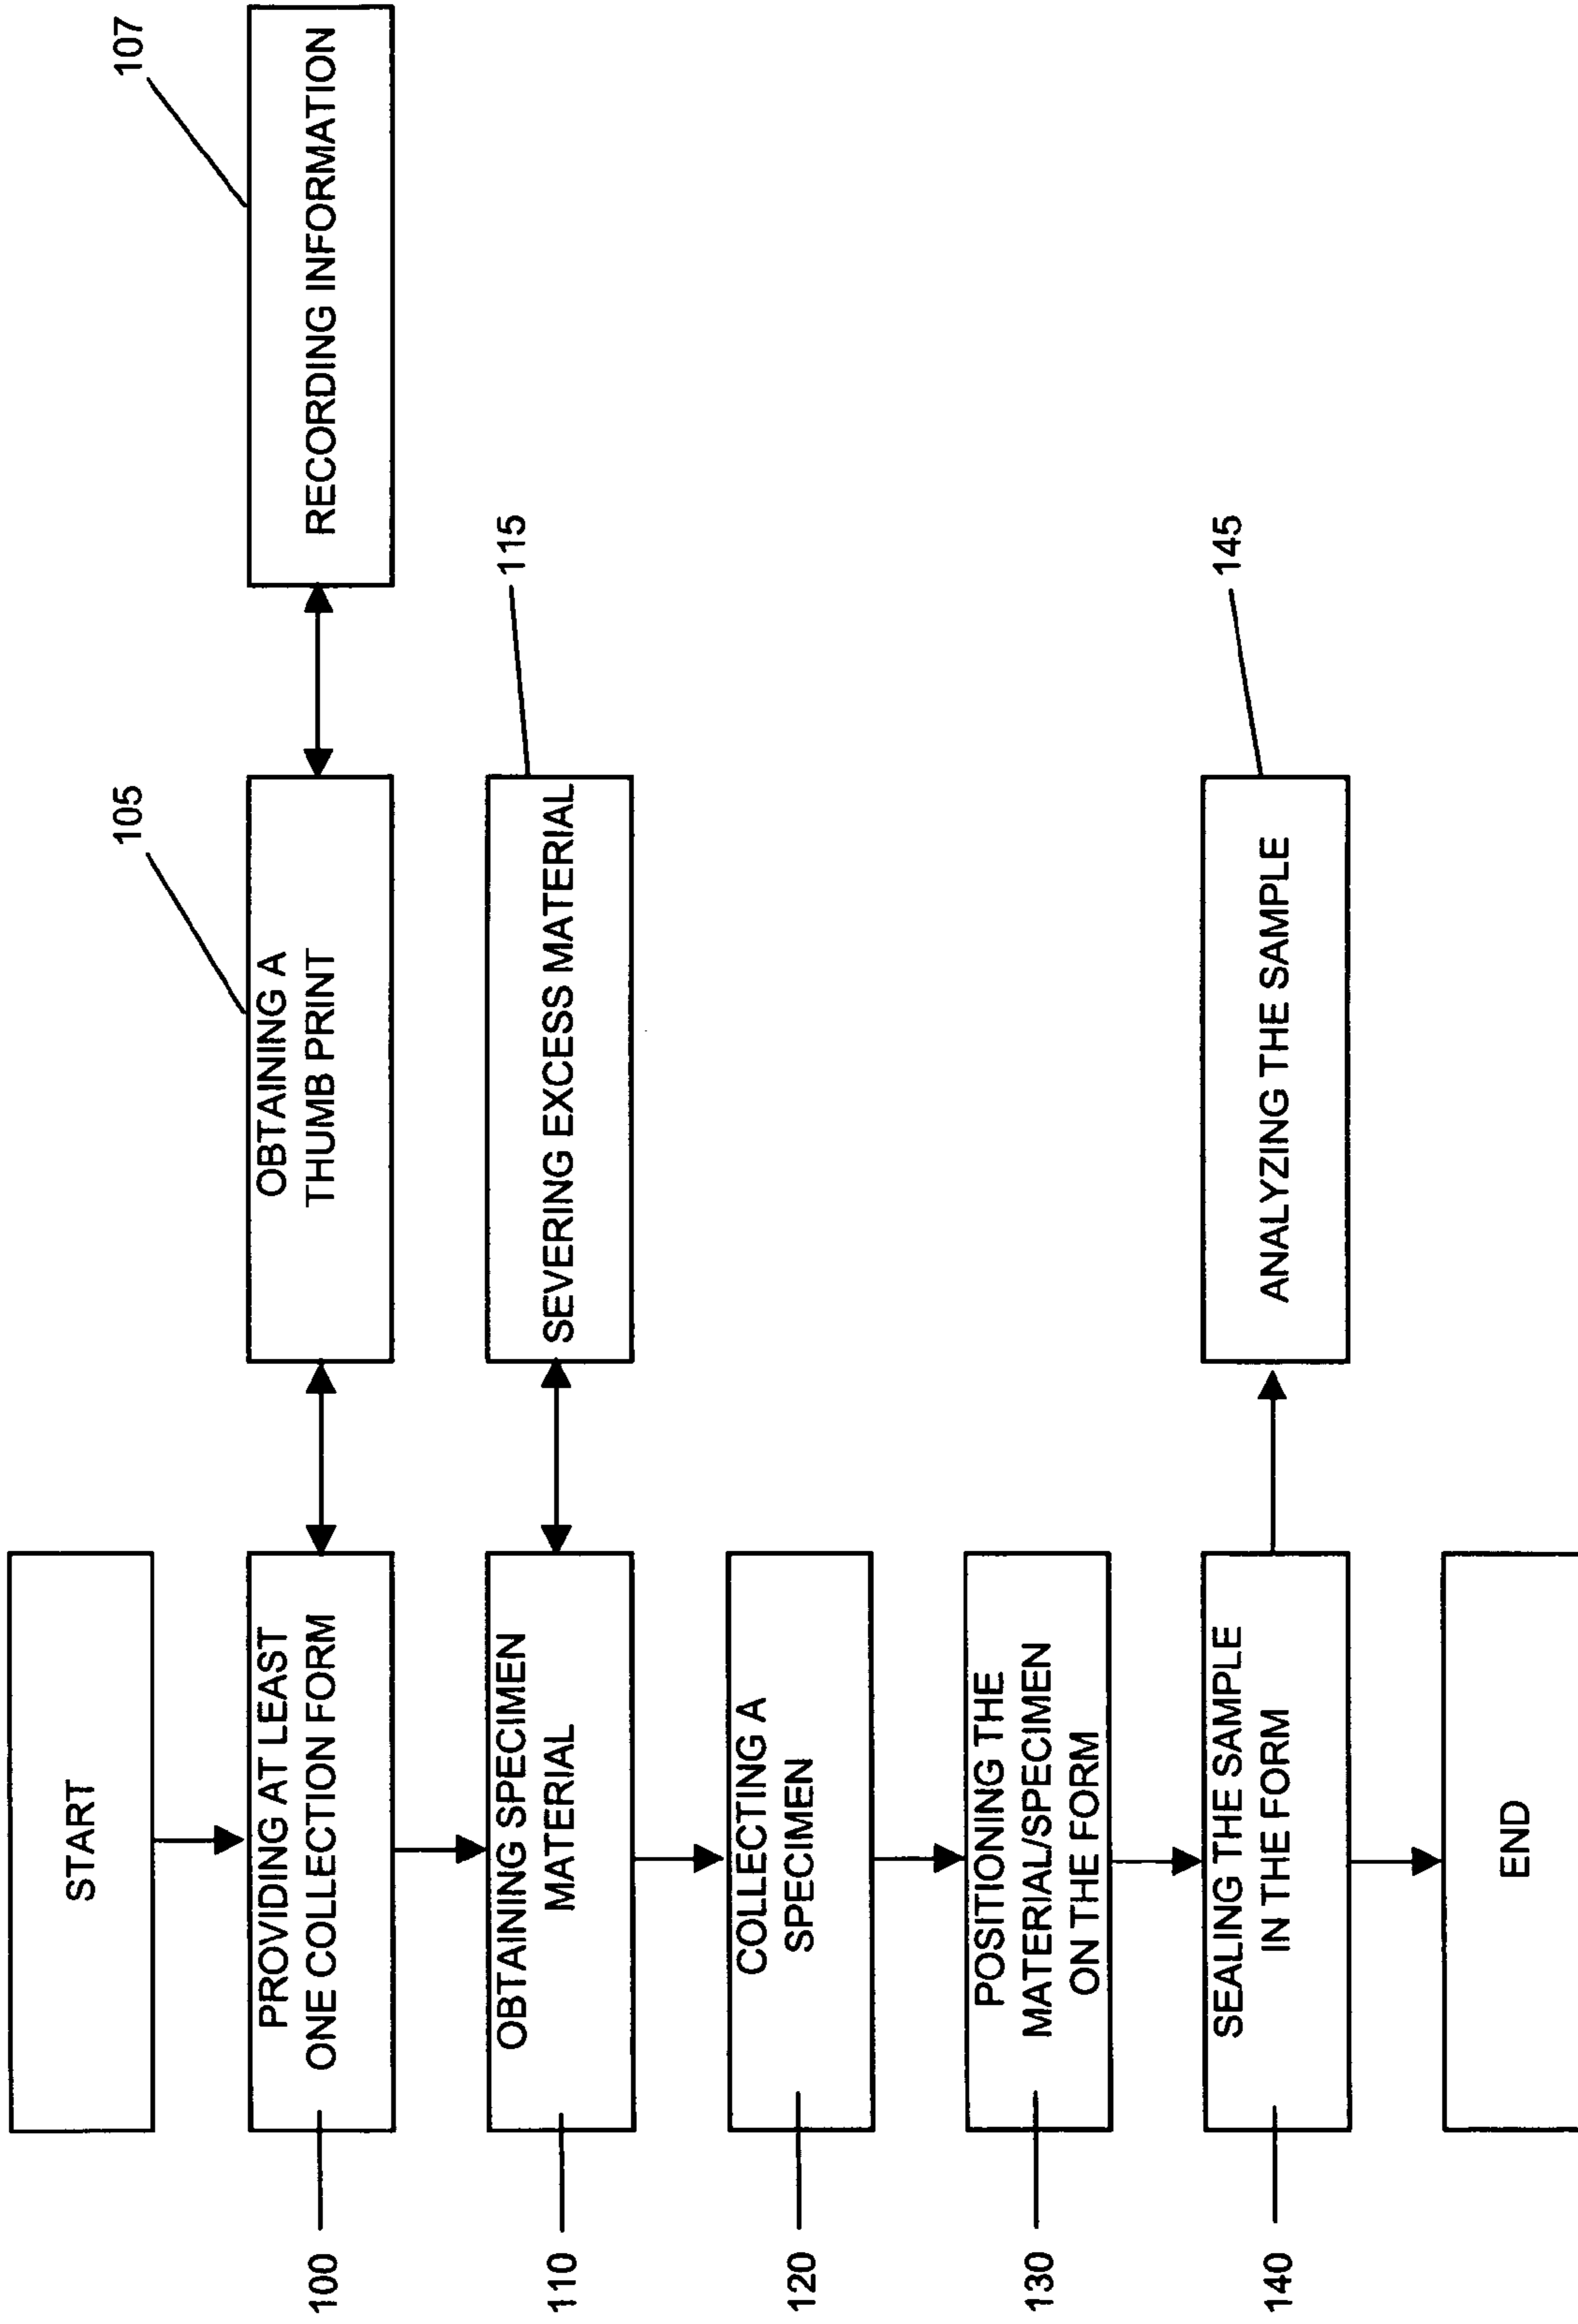 START
100
PROVIDING AT LEAST
ONE COLLECTION FORM
105
OBTAINING A
THUMB PRINT
107
RECORDING INFORMATION
110
OBTAINING SPECIMEN
MATERIAL
115
SEVERING EXCESS MATERIAL
120
COLLECTING A
SPECIMEN
130
POSITIONING THE
MATERIAL/SPECIMEN
ON THE FORM
140
SEALING THE SAMPLE
IN THE FORM
145
ANALYZING THE SAMPLE
END